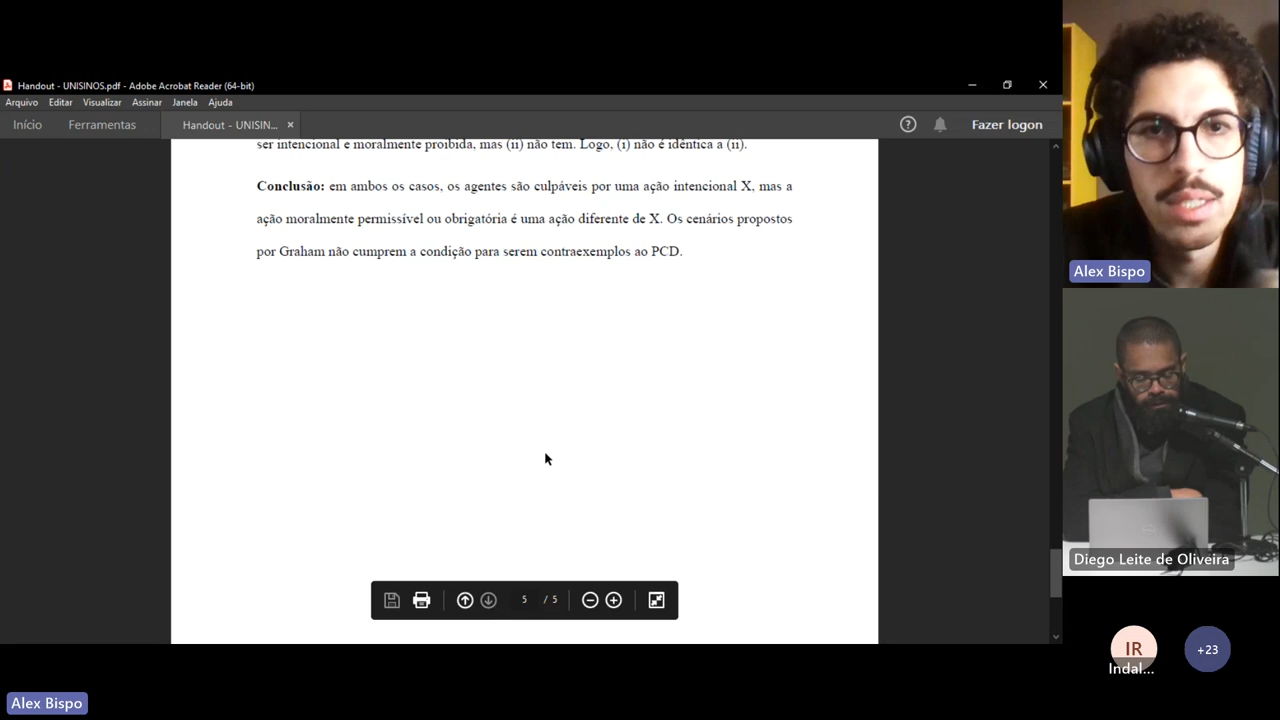 Handout - UNISINOS.pdf - Adobe Acrobat Reader (64-bit)
Arquivo Editar Visualizar Assinar Janela Ajuda
Início Ferramentas Handout - UNISIN... × Fazer logon
ser intencional e moralmente proibida, mas (ii) não tem. Logo, (i) não é idêntica a (ii).
Conclusão: em ambos os casos, os agentes são culpáveis por uma ação intencional X, mas a
ação moralmente permissível ou obrigatória é uma ação diferente de X. Os cenários propostos
por Graham não cumprem a condição para serem contraexemplos ao PCD.
5 / 5
Alex Bispo
Diego Leite de Oliveira
IR
Indal...
+23
Alex Bispo